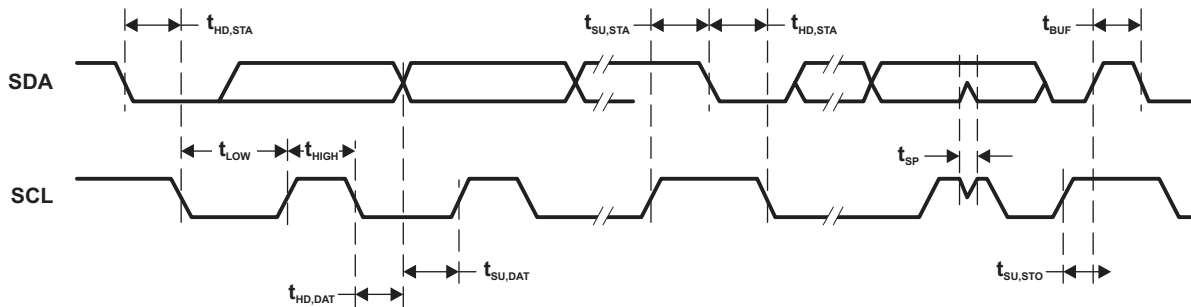 tHD,STA
tSU,STA
tHD,STA
tBUF
SDA
tLOW
tHIGH
tSP
SCL
tSU,DAT
tSU,STO
tHD,DAT